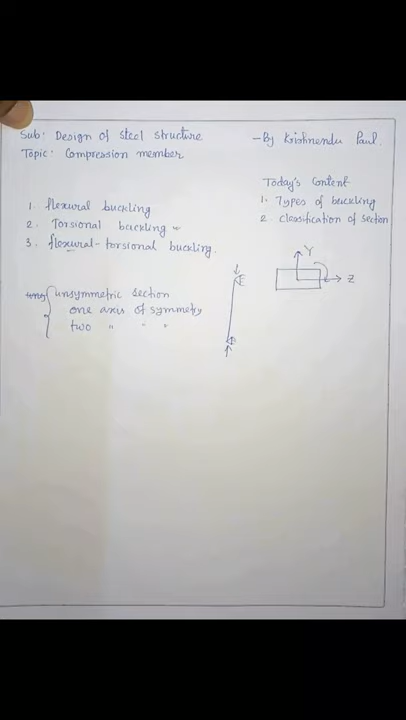 Sub: Design of steel structure
- By Krishnendu Paul.
Topic: Compression member
Today's Content
1. Types of buckling
2. classification of section
1. flexural buckling
2. Torsional buckling
3. flexural-torsional buckling.
unsymmetric section
one axis of symmetry
two " " "
Y
Z